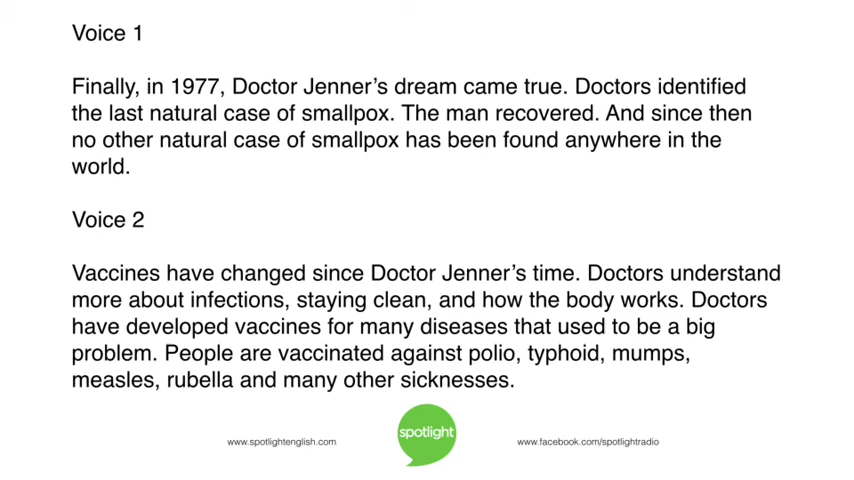 Voice 1
Finally, in 1977, Doctor Jenner’s dream came true. Doctors identified
the last natural case of smallpox. The man recovered. And since then
no other natural case of smallpox has been found anywhere in the
world.
Voice 2
Vaccines have changed since Doctor Jenner’s time. Doctors understand
more about infections, staying clean, and how the body works. Doctors
have developed vaccines for many diseases that used to be a big
problem. People are vaccinated against polio, typhoid, mumps,
measles, rubella and many other sicknesses.
www.spotlightenglish.com
spotlight
www.facebook.com/spotlightradio